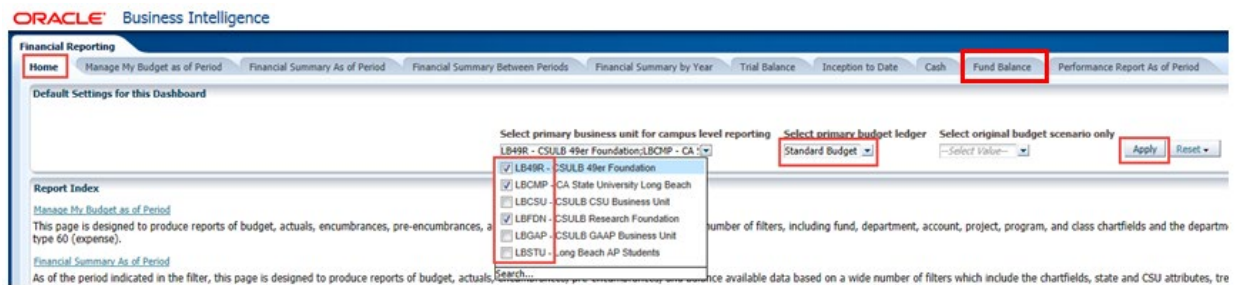 ORACLE Business Intelligence
Financial Reporting
Home Manage My Budget as of Period Financial Summary As of Period Financial Summary Between Periods Financial Summary by Year Trial Balance Inception to Date Cash Fund Balance Performance Report As of Period
Default Settings for this Dashboard
Select primary business unit for campus level reporting Select primary budget ledger Select original budget scenario only
LB49R - CSULB 49er Foundation;LBCMP - CA Standard Budget --Select Value-- Apply Reset
LB49R - CSULB 49er Foundation
LBCMP - CA State University Long Beach
LBCSU - CSULB CSU Business Unit
LBFDN - CSULB Research Foundation
LBGAP - CSULB GAAP Business Unit
LBSTU - Long Beach AP Students
Search...
Report Index
Manage My Budget as of Period
This page is designed to produce reports of budget, actuals, encumbrances, pre-encumbrances, a number of filters, including fund, department, account, project, program, and class chartfields and the departm
type 60 (expense).
Financial Summary As of Period
As of the period indicated in the filter, this page is designed to produce reports of budget, actuals, available data based on a wide number of filters which include the chartfields, state and CSU attributes, tre